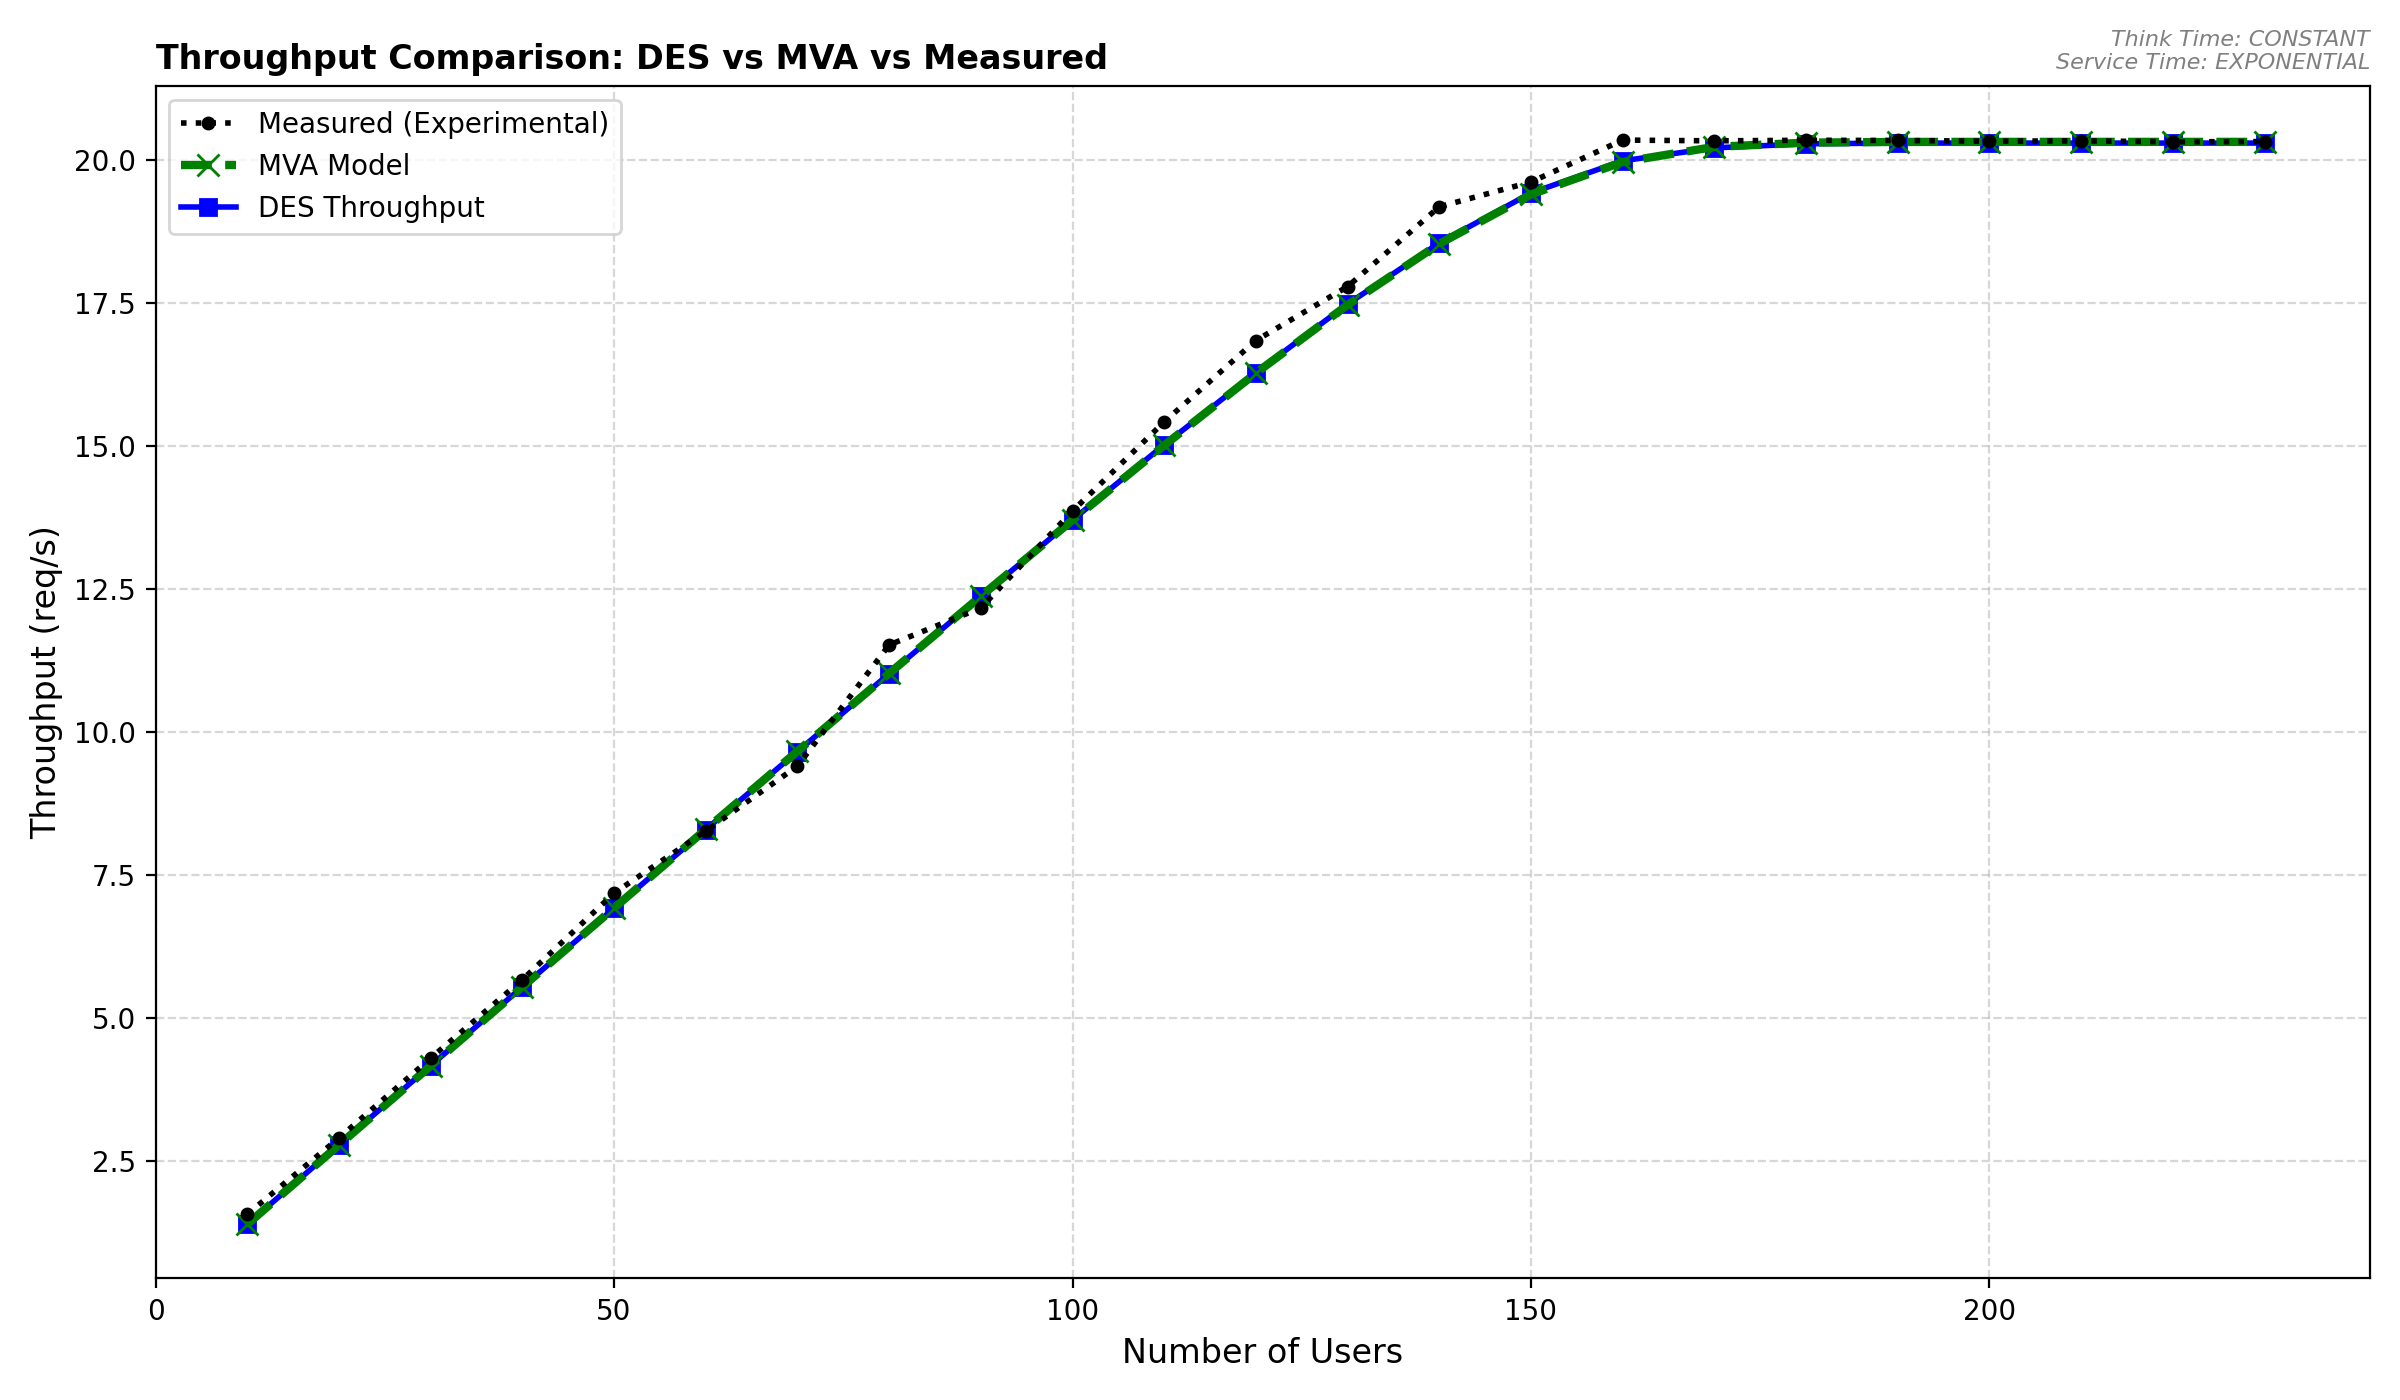 Throughput Comparison: DES vs MVA vs Measured
Think Time: CONSTANT
Service Time: EXPONENTIAL
Measured (Experimental)
MVA Model
DES Throughput
Throughput (req/s)
20.0
17.5
15.0
12.5
10.0
7.5
5.0
2.5
0
50
100
150
200
Number of Users